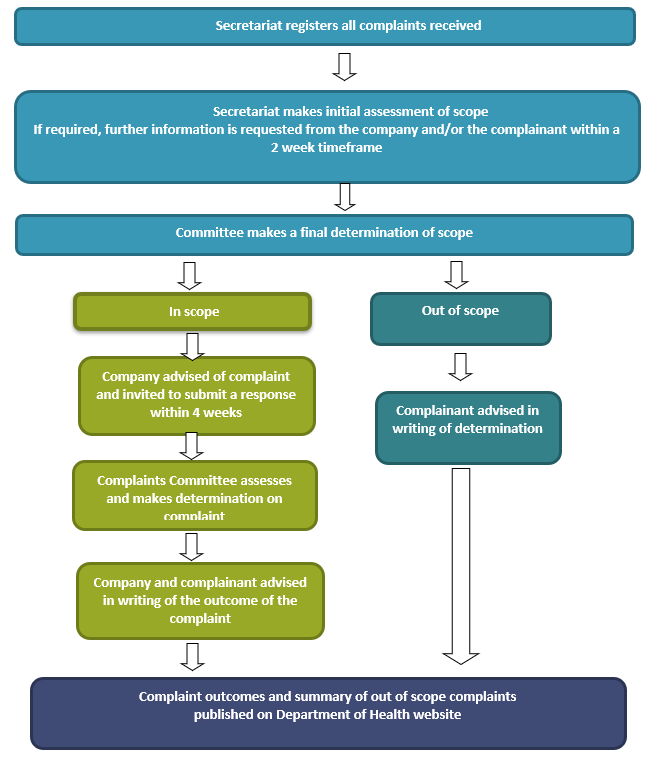 Secretariat registers all complaints received
Secretariat makes initial assessment of scope
If required, further information is requested from the company and/or the complainant within a
2 week timeframe
Committee makes a final determination of scope
In scope
Out of scope
Company advised of complaint
and invited to submit a response
within 4 weeks
Complainant advised in
writing of determination
Complaints Committee assesses
and makes determination on
complaint
Company and complainant advised
in writing of the outcome of the
complaint
Complaint outcomes and summary of out of scope complaints
published on Department of Health website